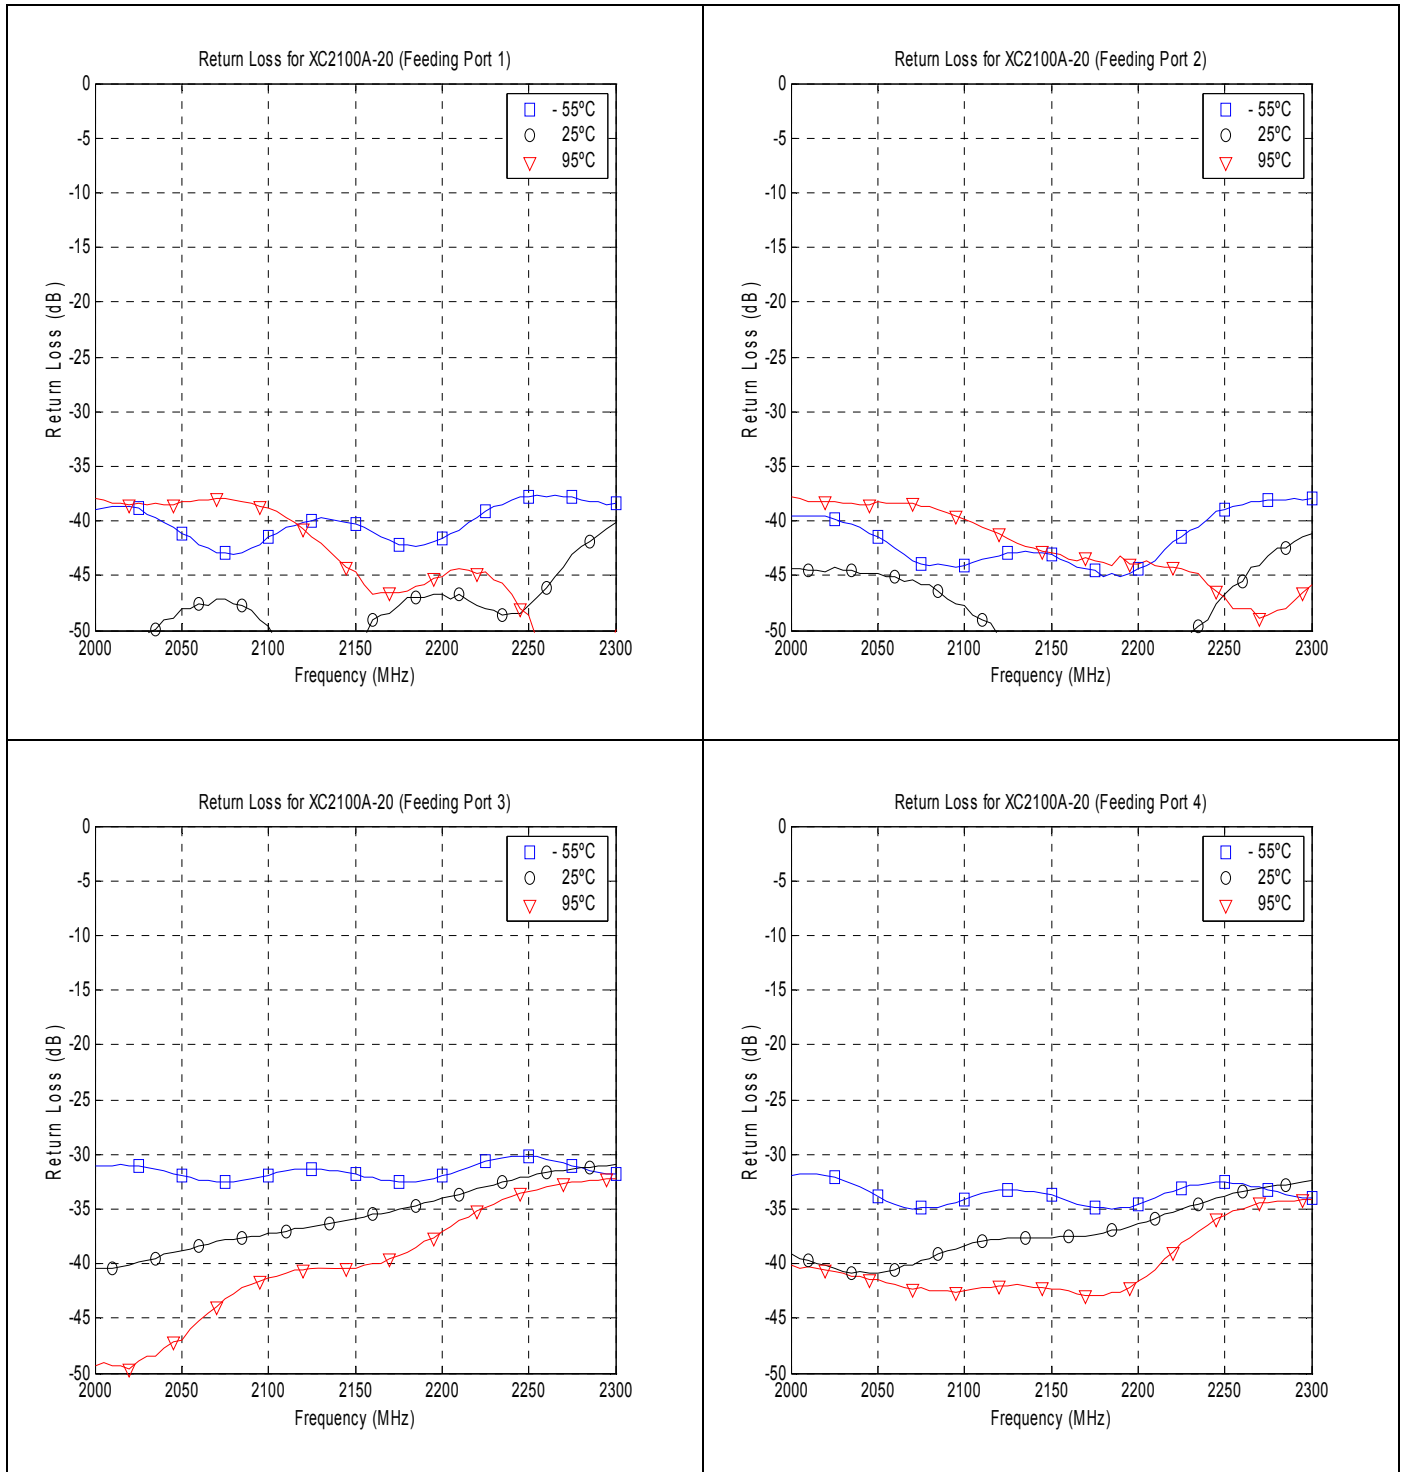 Return Loss for XC2100A-20 (Feeding Port 1)
0
-5
-10
-15
-20
-25
-30
-35
-40
-45
-50
Return Loss (dB)
- 55ºC
25ºC
95ºC
2000 2050 2100 2150 2200 2250 2300
Frequency (MHz)
Return Loss for XC2100A-20 (Feeding Port 2)
0
-5
-10
-15
-20
-25
-30
-35
-40
-45
-50
Return Loss (dB)
- 55ºC
25ºC
95ºC
2000 2050 2100 2150 2200 2250 2300
Frequency (MHz)
Return Loss for XC2100A-20 (Feeding Port 3)
0
-5
-10
-15
-20
-25
-30
-35
-40
-45
-50
Return Loss (dB)
- 55ºC
25ºC
95ºC
2000 2050 2100 2150 2200 2250 2300
Frequency (MHz)
Return Loss for XC2100A-20 (Feeding Port 4)
0
-5
-10
-15
-20
-25
-30
-35
-40
-45
-50
Return Loss (dB)
- 55ºC
25ºC
95ºC
2000 2050 2100 2150 2200 2250 2300
Frequency (MHz)